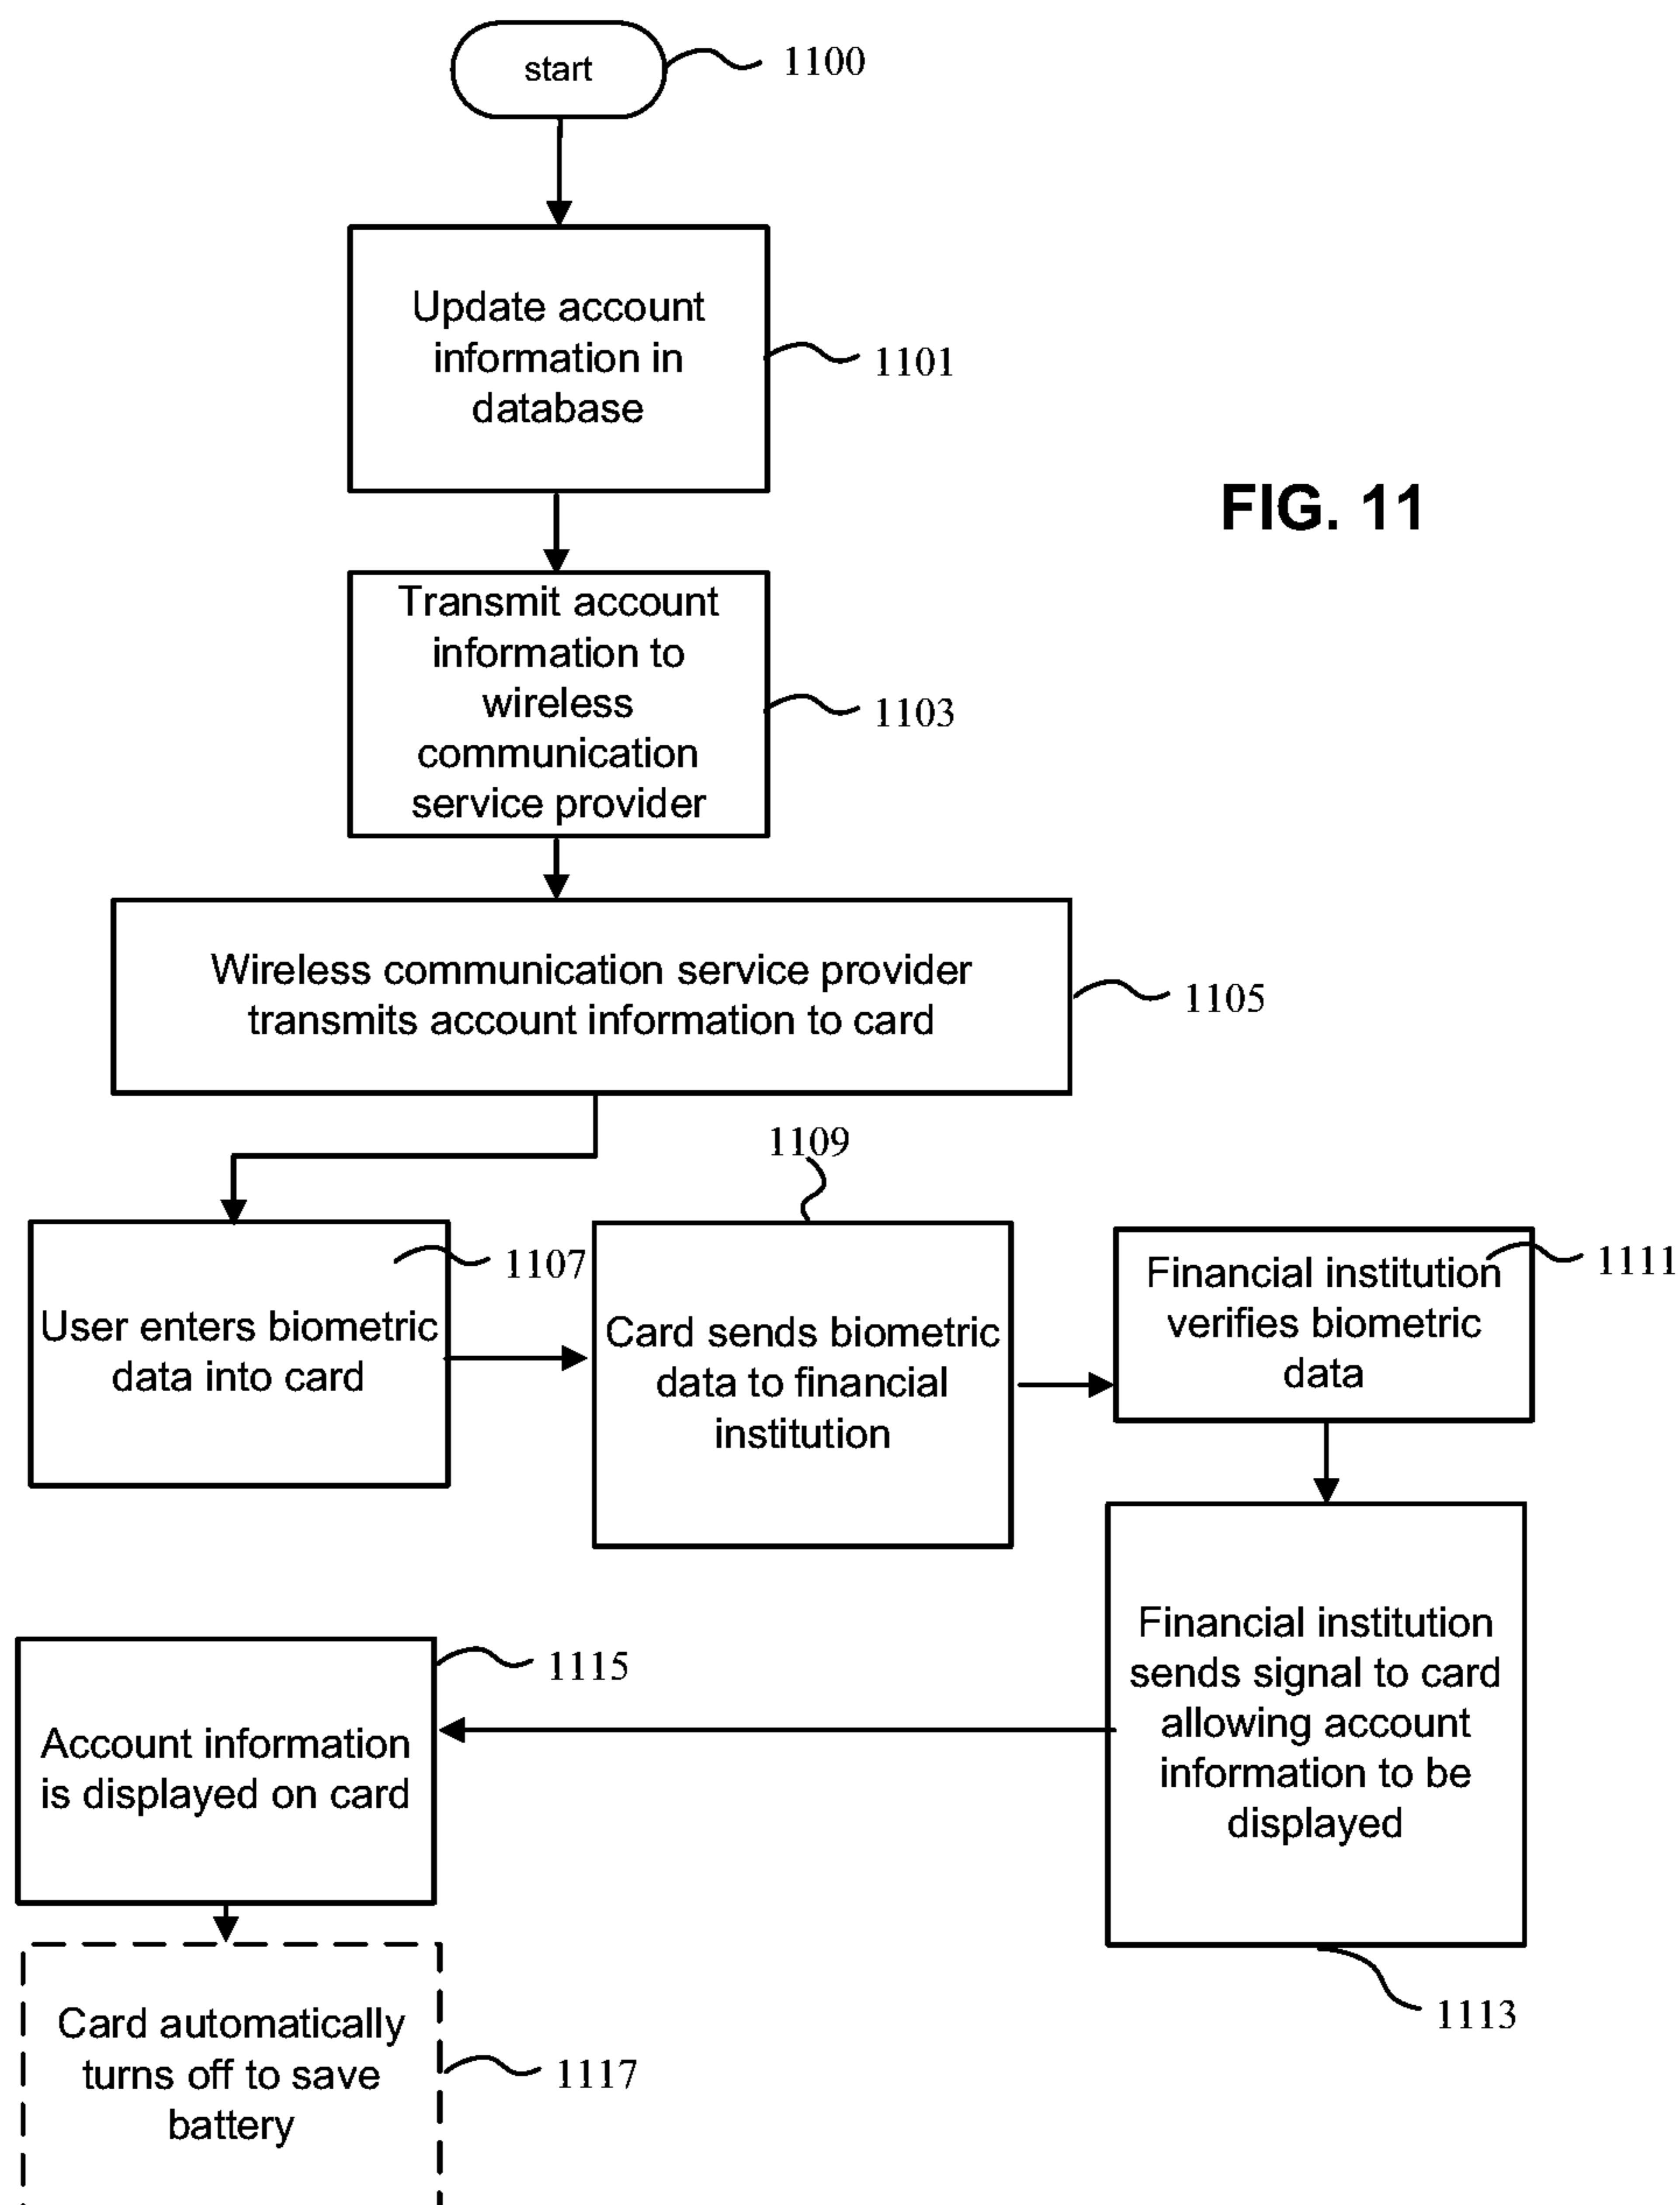 start
1100
Update account
information in
database
1101
FIG. 11
Transmit account
information to
wireless
communication
service provider
1103
Wireless communication service provider
transmits account information to card
1105
1109
User enters biometric
data into card
1107
Card sends biometric
data to financial
institution
Financial institution
verifies biometric
data
1111
Financial institution
sends signal to card
allowing account
information to be
displayed
1113
Account information
is displayed on card
1115
Card automatically
turns off to save
battery
1117